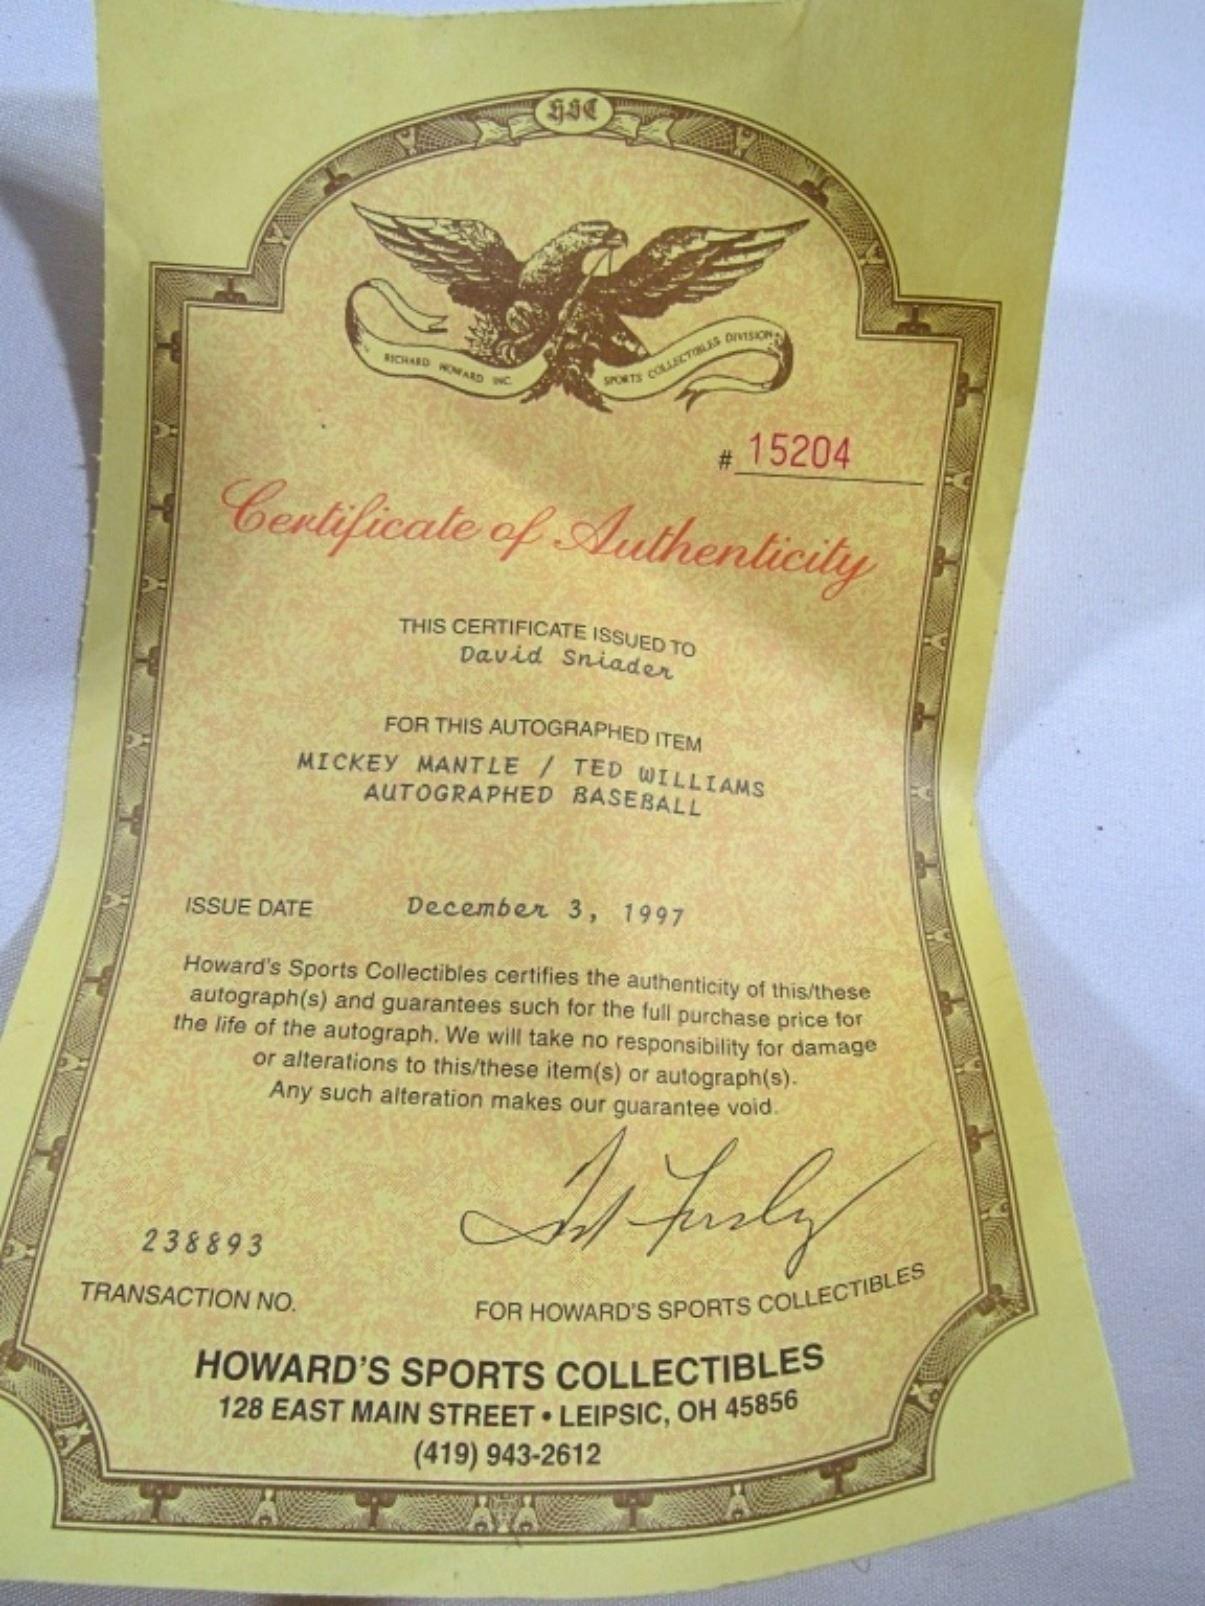 HSC
RICHARD HOWARD INC. SPORTS COLLECTIBLES DIVISION
# 15204
Certificate of Authenticity
THIS CERTIFICATE ISSUED TO
David Sniader
FOR THIS AUTOGRAPHED ITEM
MICKEY MANTLE / TED WILLIAMS
AUTOGRAPHED BASEBALL
ISSUE DATE December 3, 1997
Howard's Sports Collectibles certifies the authenticity of this/these
autograph(s) and guarantees such for the full purchase price for
the life of the autograph. We will take no responsibility for damage
or alterations to this/these item(s) or autograph(s).
Any such alteration makes our guarantee void.
238893
TRANSACTION NO.
FOR HOWARD'S SPORTS COLLECTIBLES
HOWARD'S SPORTS COLLECTIBLES
128 EAST MAIN STREET • LEIPSIC, OH 45856
(419) 943-2612